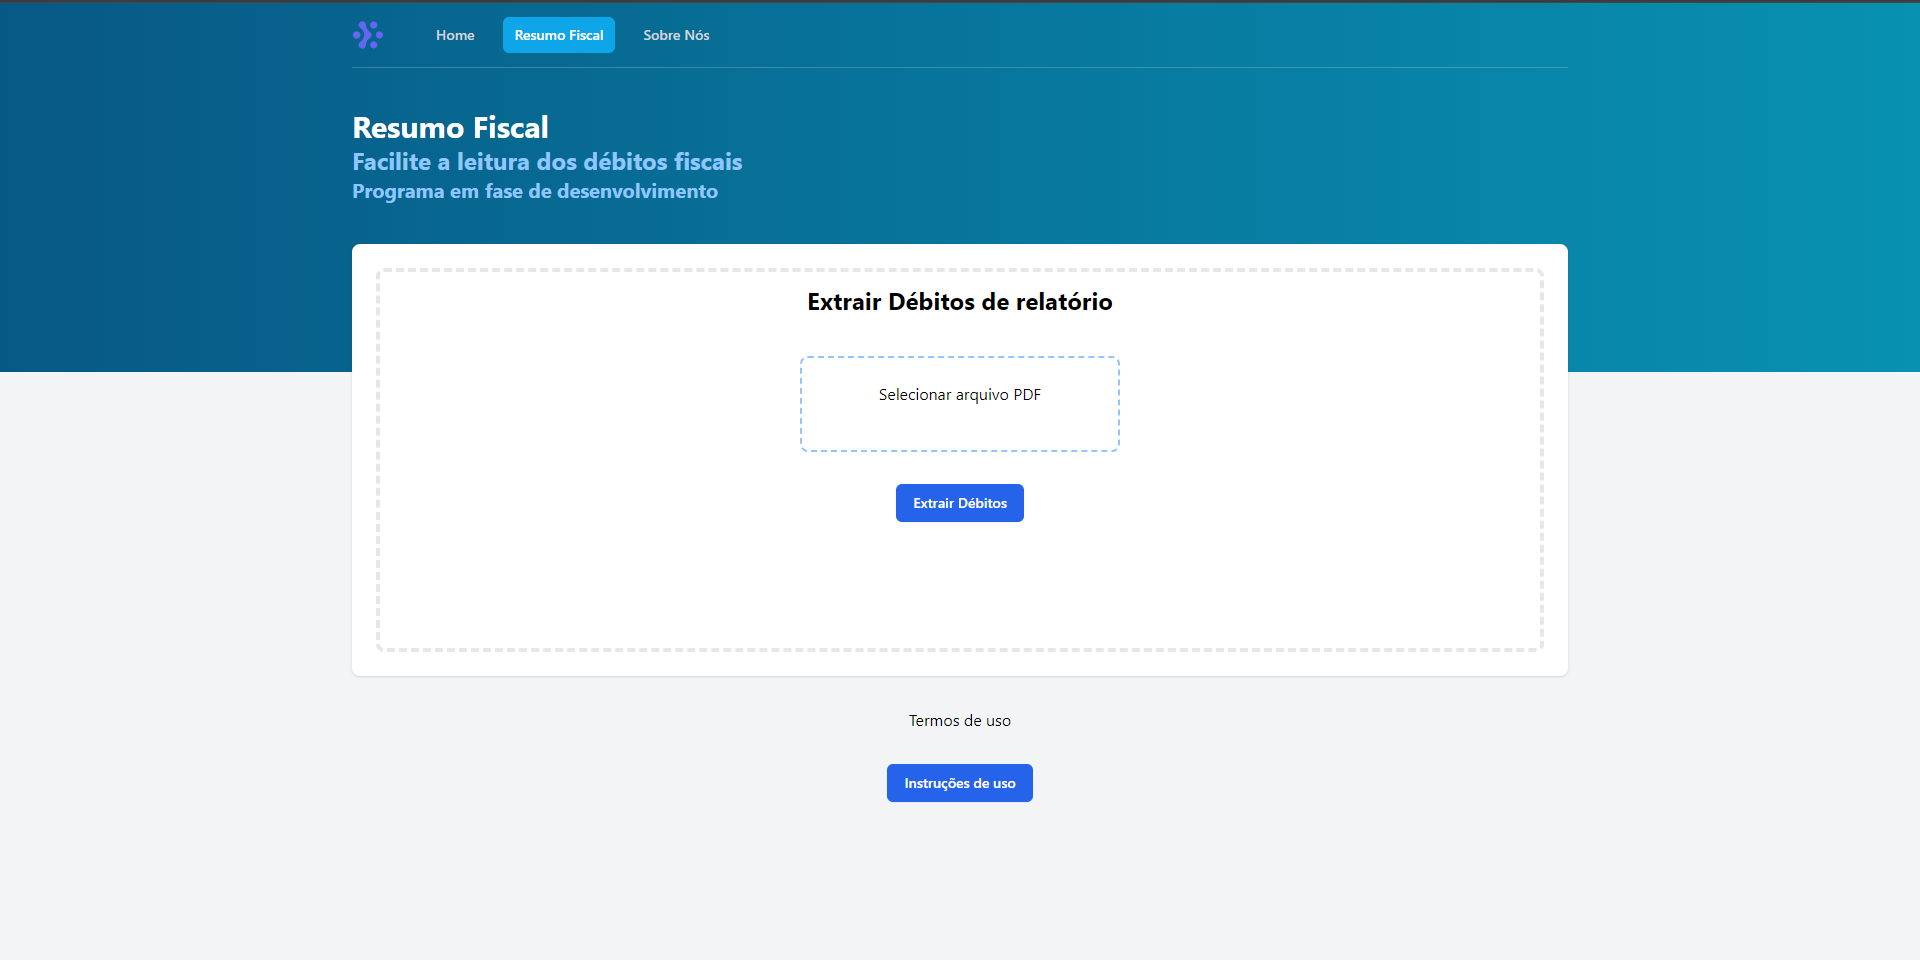 Home
Resumo Fiscal
Sobre Nós
Resumo Fiscal
Facilite a leitura dos débitos fiscais
Programa em fase de desenvolvimento
Extrair Débitos de relatório
Selecionar arquivo PDF
Extrair Débitos
Termos de uso
Instruções de uso